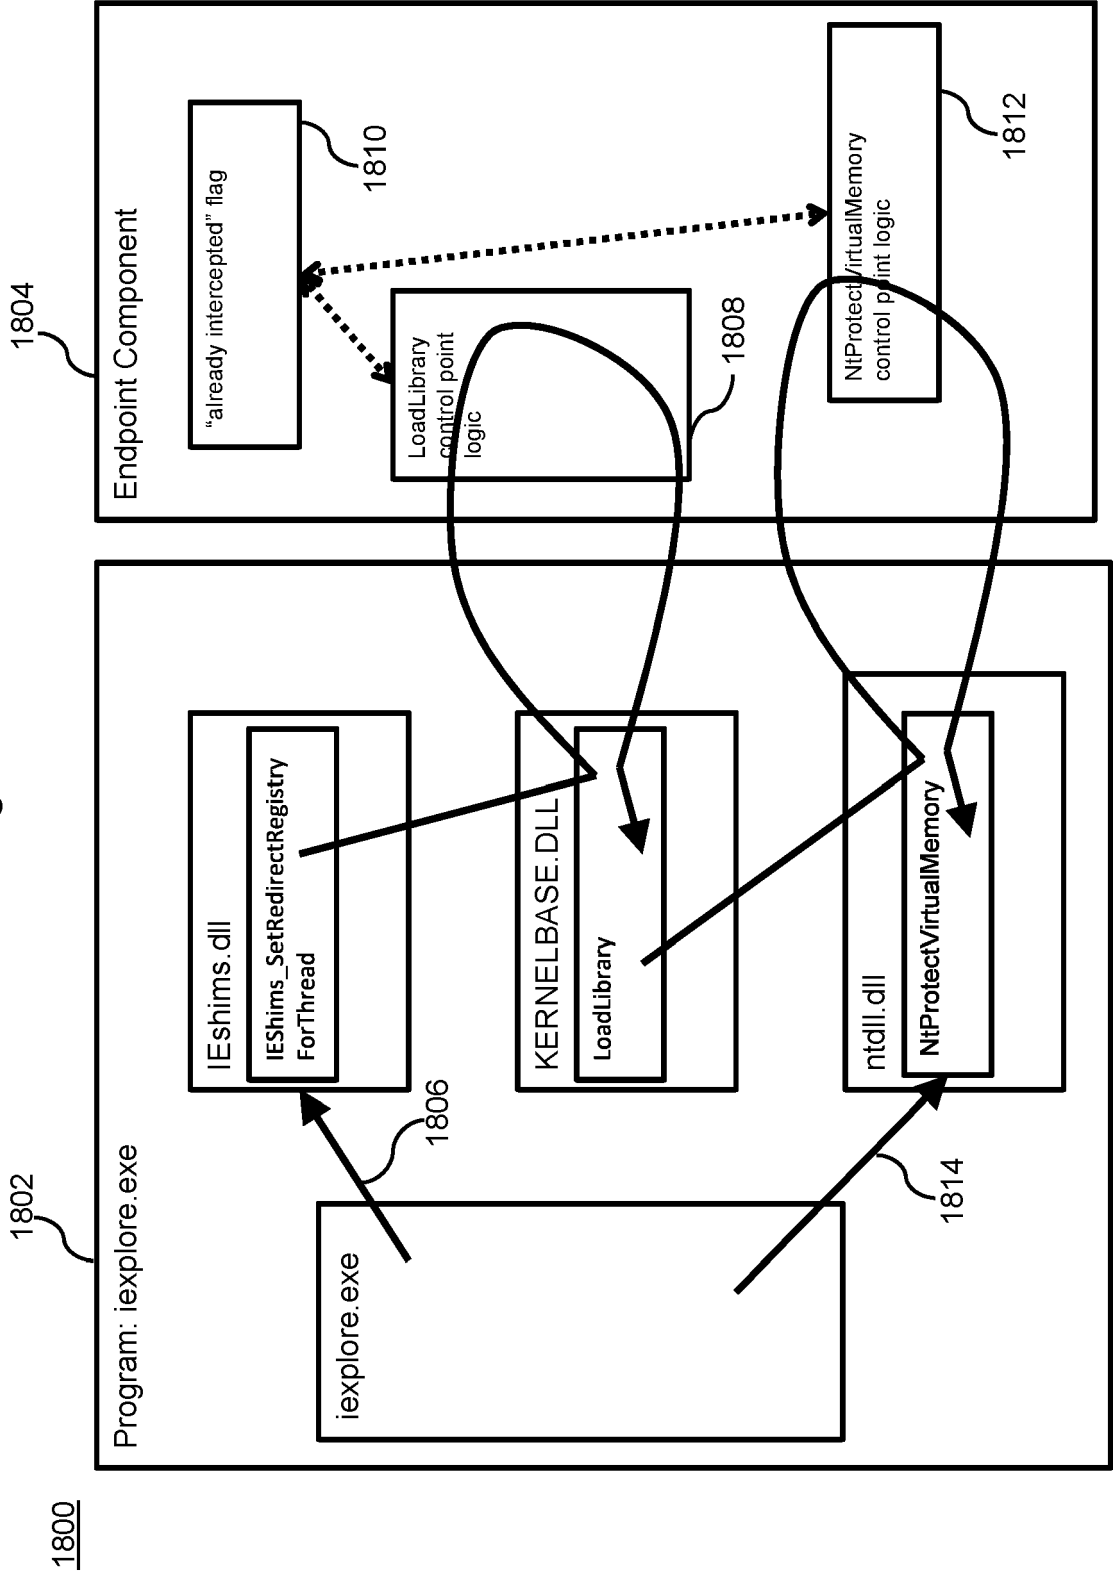 1800
1802
1804
Program: iexplore.exe
Endpoint Component
iexplore.exe
1806
1814
IEshims.dll
IEShims_SetRedirectRegistry
ForThread
KERNELBASE.DLL
LoadLibrary
ntdll.dll
NtProtectVirtualMemory
“already intercepted” flag
1810
LoadLibrary
control point
logic
1808
NtProtectVirtualMemory
control point logic
1812